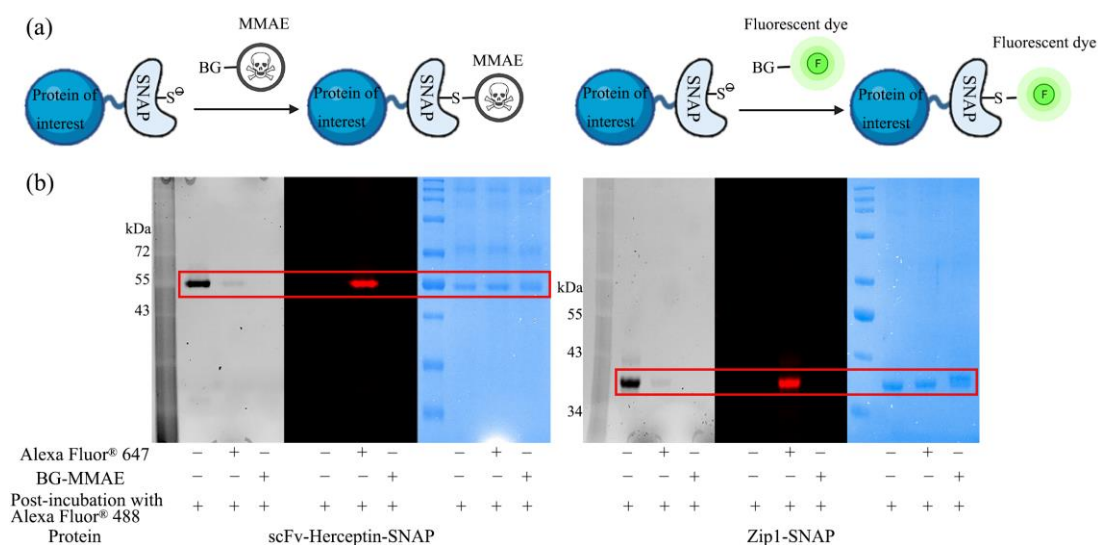 (a)
MMAE
BG
Protein of
interest
SNAP
S⊖
Protein of
interest
SNAP
S
MMAE
Fluorescent dye
BG
F
Protein of
interest
SNAP
S⊖
Protein of
interest
SNAP
S
Fluorescent dye
F
(b)
kDa
72
55
43
kDa
55
43
34
Alexa Fluor® 647 − + − − + − − + − − + − − + − − + −
BG-MMAE − − + − − + − − + − − + − − + − − +
Post-incubation with
Alexa Fluor® 488 + + + + + + + + + + + + + + + + + +
Protein scFv-Herceptin-SNAP Zip1-SNAP